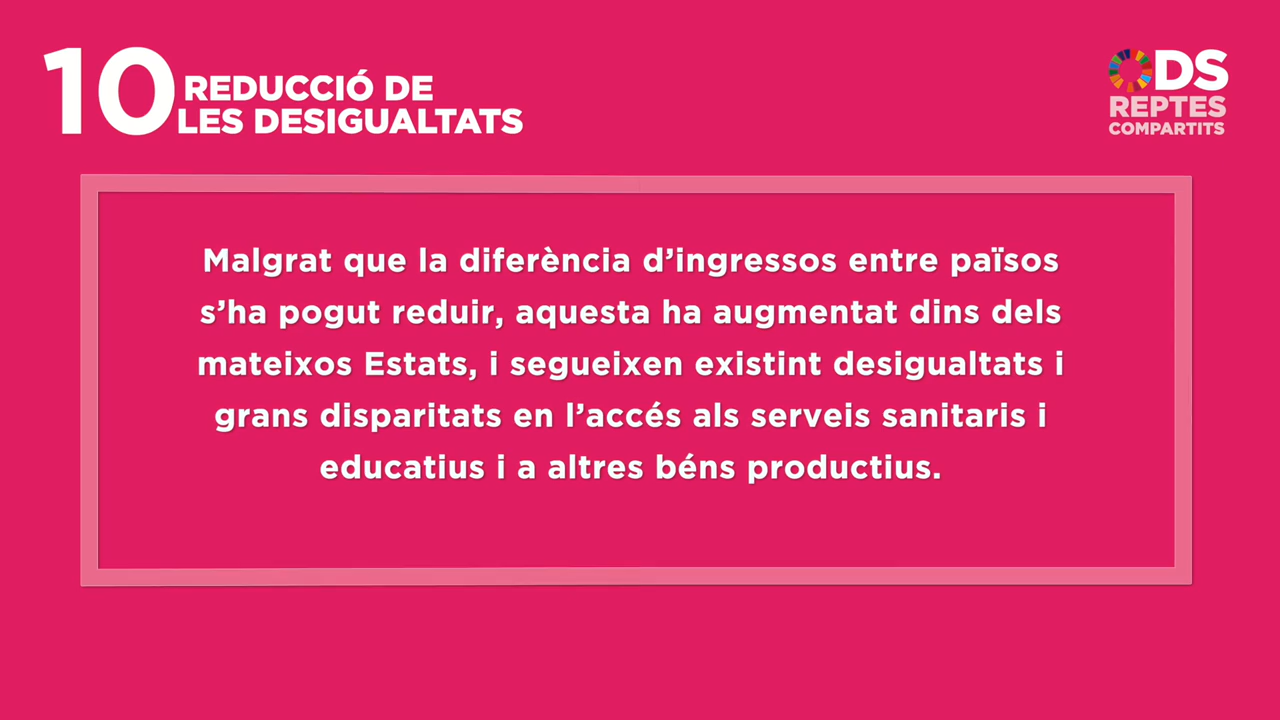 10 REDUCCIÓ DE
LES DESIGUALTATS
ODS
REPTES
COMPARTITS
Malgrat que la diferència d’ingressos entre països
s’ha pogut reduir, aquesta ha augmentat dins dels
mateixos Estats, i segueixen existint desigualtats i
grans disparitats en l’accés als serveis sanitaris i
educatius i a altres béns productius.